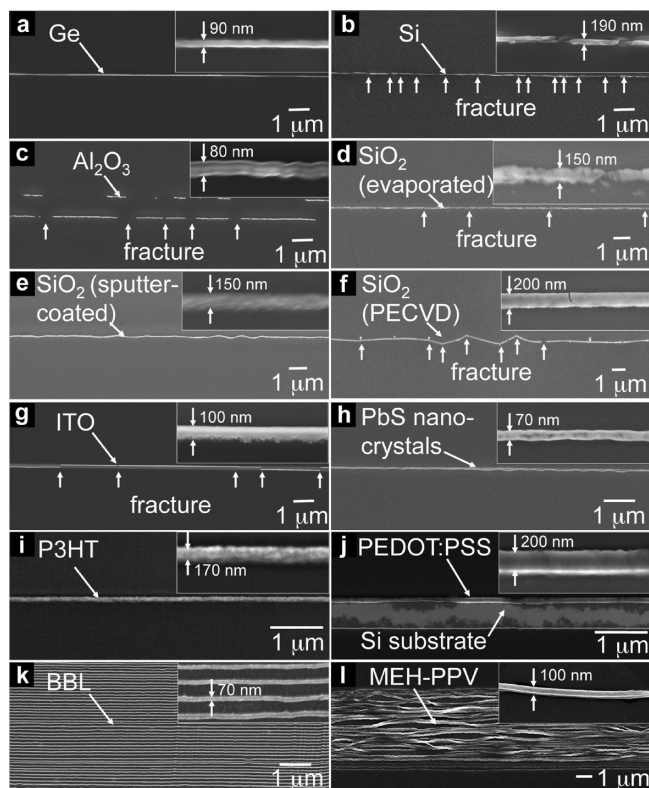 a
Ge
90 nm
1 μm
b
Si
190 nm
fracture
1 μm
c
Al2O3
80 nm
fracture
1 μm
d
SiO2
(evaporated)
150 nm
fracture
1 μm
e
SiO2 (sputter-
coated)
150 nm
1 μm
f
SiO2
(PECVD)
200 nm
fracture
1 μm
g
ITO
100 nm
fracture
1 μm
h
PbS nano-
crystals
70 nm
1 μm
i
P3HT
170 nm
1 μm
j
PEDOT:PSS
200 nm
Si substrate
1 μm
k
BBL
70 nm
1 μm
l
MEH-PPV
100 nm
1 μm